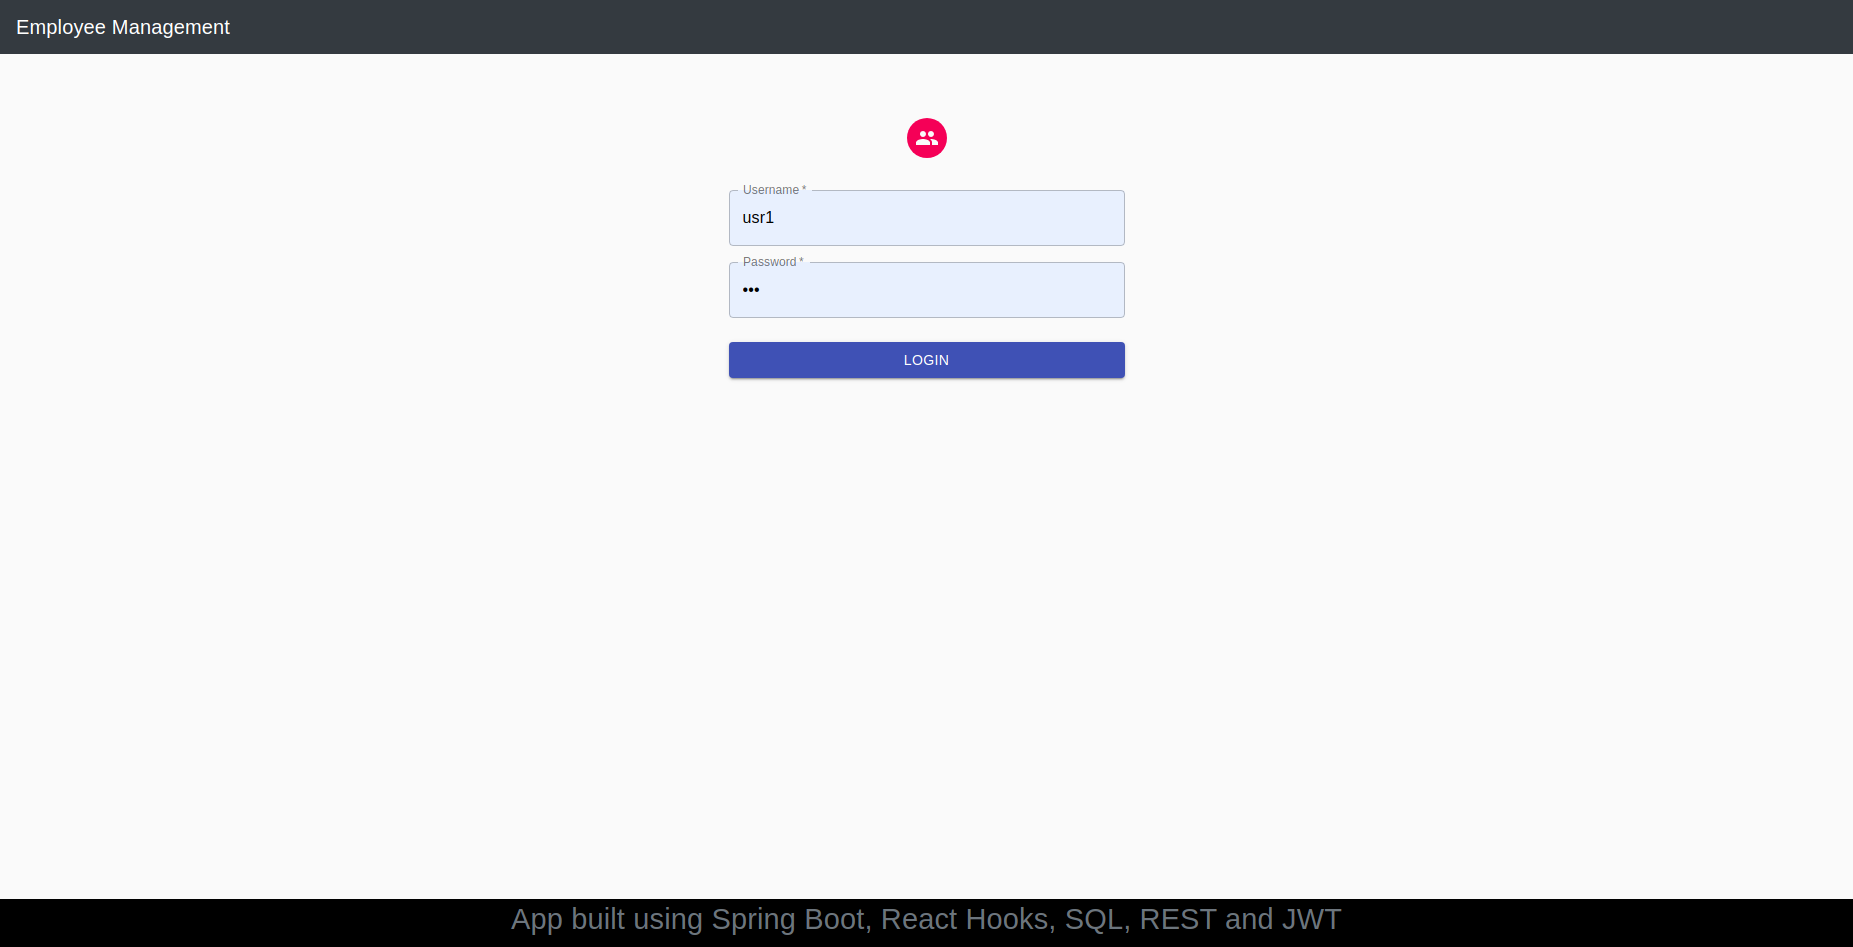 Employee Management
Username *
usr1
Password *
•••
LOGIN
App built using Spring Boot, React Hooks, SQL, REST and JWT